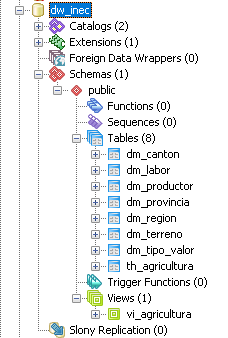 dw_inec
Catalogs (2)
Extensions (1)
Foreign Data Wrappers (0)
Schemas (1)
public
Functions (0)
Sequences (0)
Tables (8)
dm_canton
dm_labor
dm_productor
dm_provincia
dm_region
dm_terreno
dm_tipo_valor
th_agricultura
Trigger Functions (0)
Views (1)
vi_agricultura
Slony Replication (0)